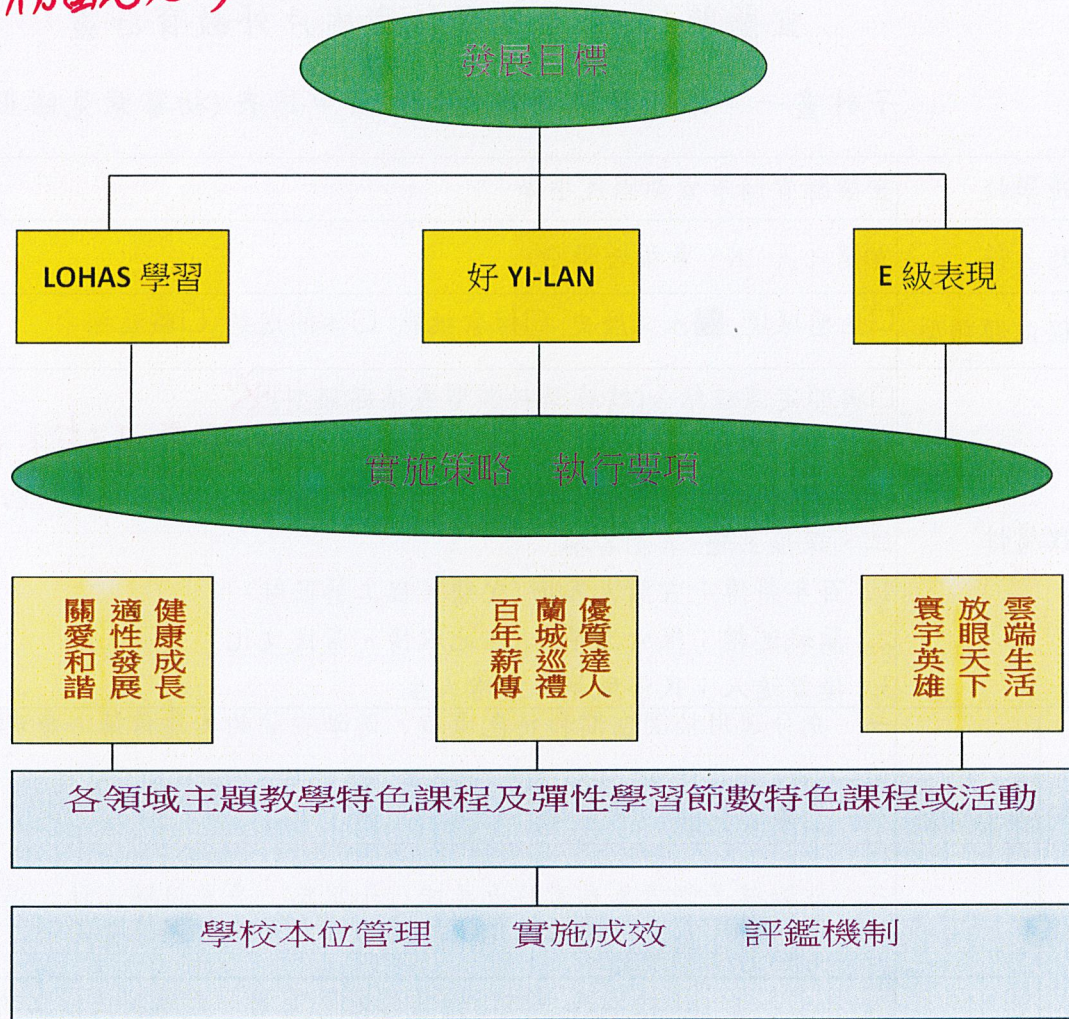 發展目標
LOHAS 學習
好 YI-LAN
E 級表現
實施策略 執行要項
健康成長
適性發展
關愛和諧
優質達人
蘭城巡禮
百年薪傳
雲端生活
放眼天下
寰宇英雄
各領域主題教學特色課程及彈性學習節數特色課程或活動
學校本位管理 實施成效 評鑑機制